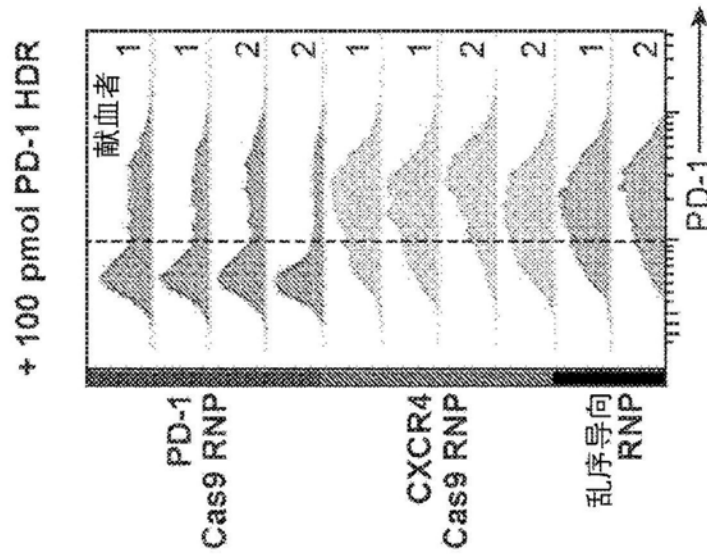 + 100 pmol PD-1 HDR
献血者
1
1
2
2
1
1
2
2
1
2
PD-1
Cas9 RNP
CXCR4
Cas9 RNP
乱序导向
RNP
PD-1